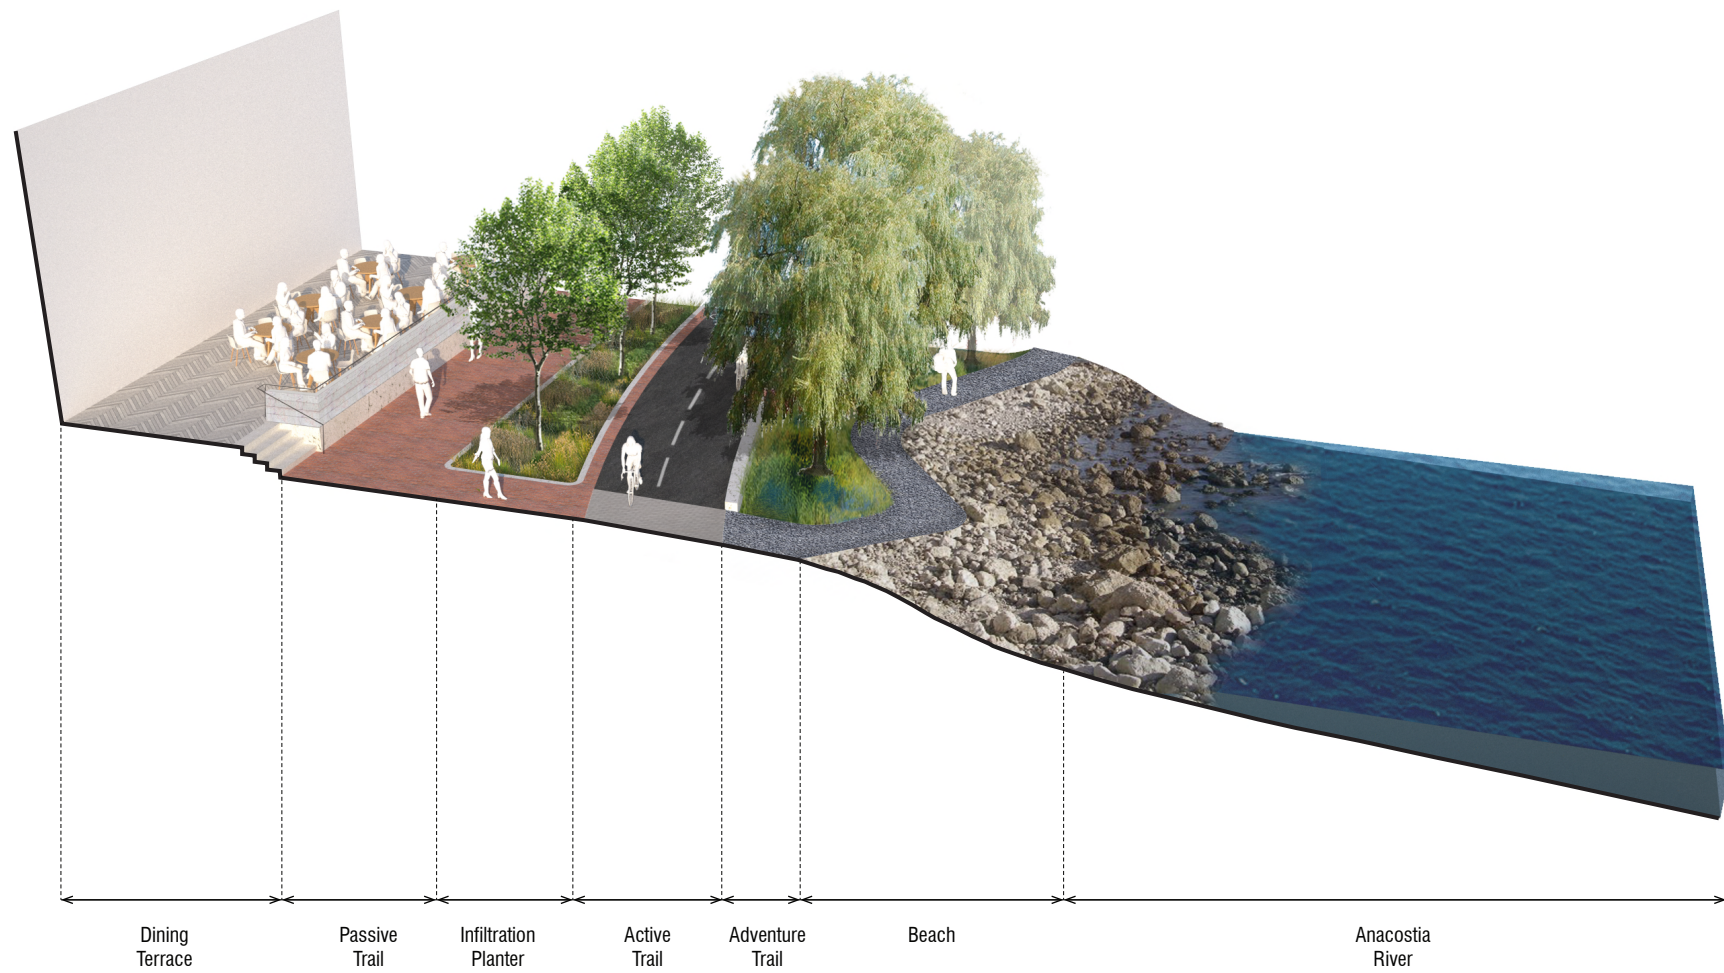 Dining
Terrace
Passive
Trail
Infiltration
Planter
Active
Trail
Adventure
Trail
Beach
Anacostia
River